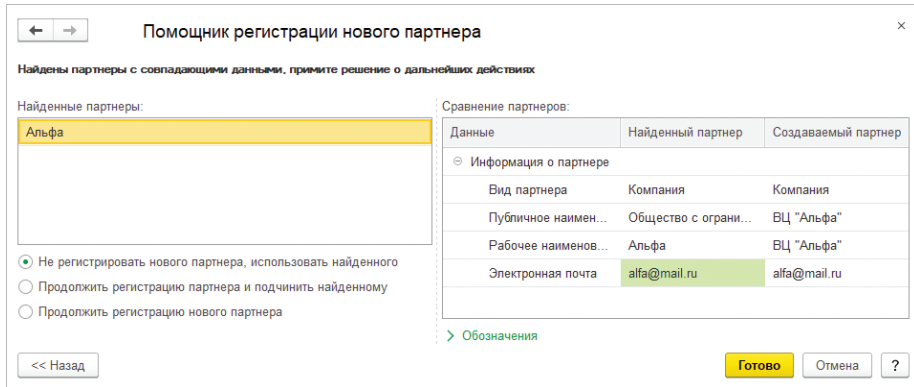 Помощник регистрации нового партнера
Найдены партнеры с совпадающими данными, примите решение о дальнейших действиях
Найденные партнеры:
Альфа
Не регистрировать нового партнера, использовать найденного
Продолжить регистрацию партнера и подчинить найденному
Продолжить регистрацию нового партнера
Сравнение партнеров:
Данные Найденный партнер Создаваемый партнер
Информация о партнере
Вид партнера Компания Компания
Публичное наимен... Общество с ограни... ВЦ "Альфа"
Рабочее наименов... Альфа ВЦ "Альфа"
Электронная почта alfa@mail.ru alfa@mail.ru
Обозначения
<< Назад Готово Отмена ?